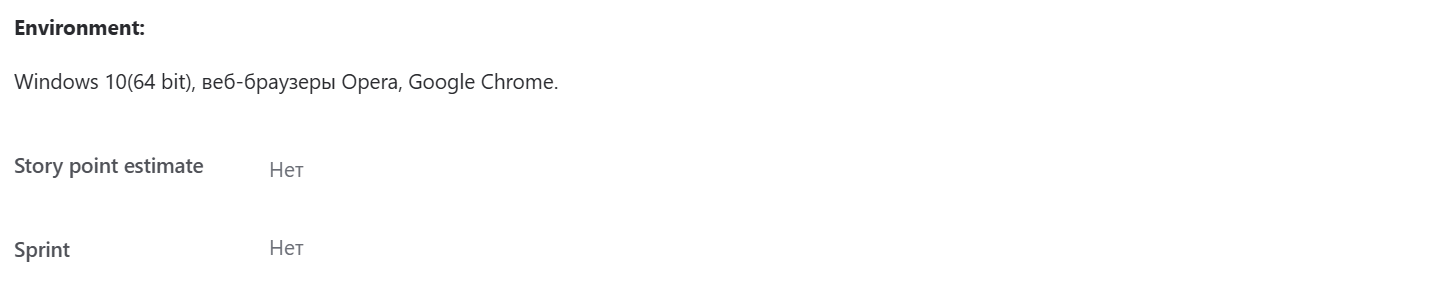 Environment:
Windows 10(64 bit), веб-браузеры Opera, Google Chrome.
Story point estimate Нет
Sprint Нет